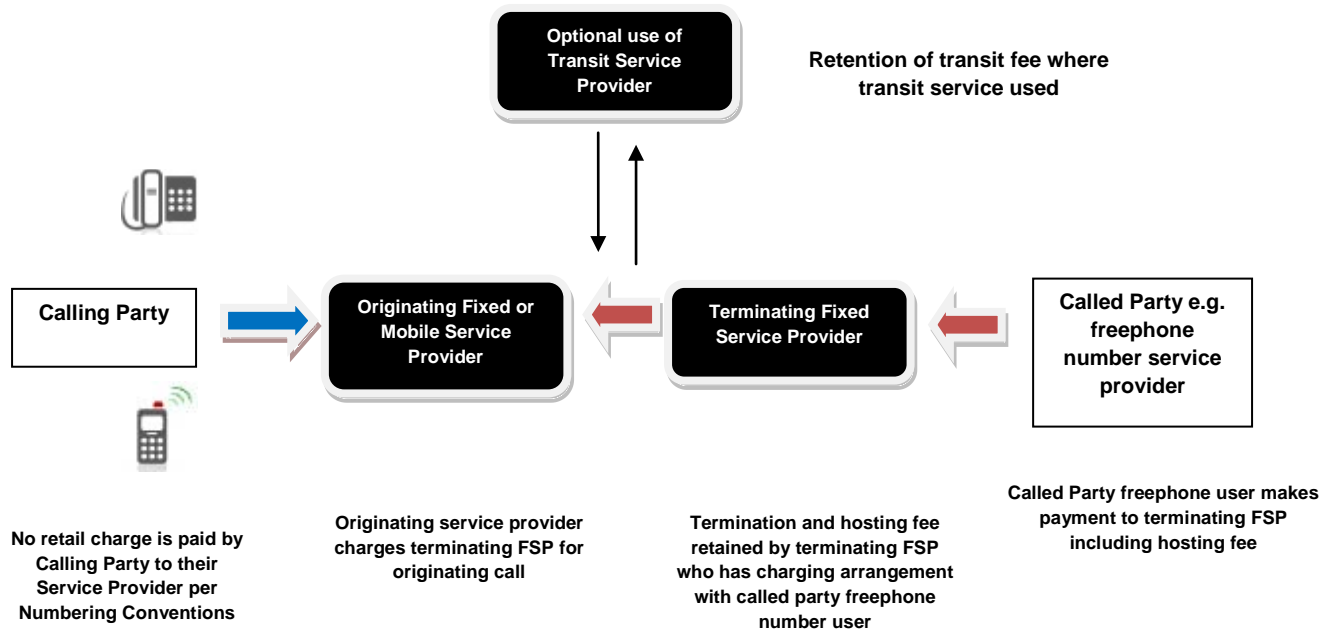 Optional use of
Transit Service
Provider
Retention of transit fee where
transit service used
Calling Party
Originating Fixed or
Mobile Service
Provider
Terminating Fixed
Service Provider
Called Party e.g.
freephone
number service
provider
No retail charge is paid by
Calling Party to their
Service Provider per
Numbering Conventions
Originating service provider
charges terminating FSP for
originating call
Termination and hosting fee
retained by terminating FSP
who has charging arrangement
with called party freephone
number user
Called Party freephone user makes
payment to terminating FSP
including hosting fee